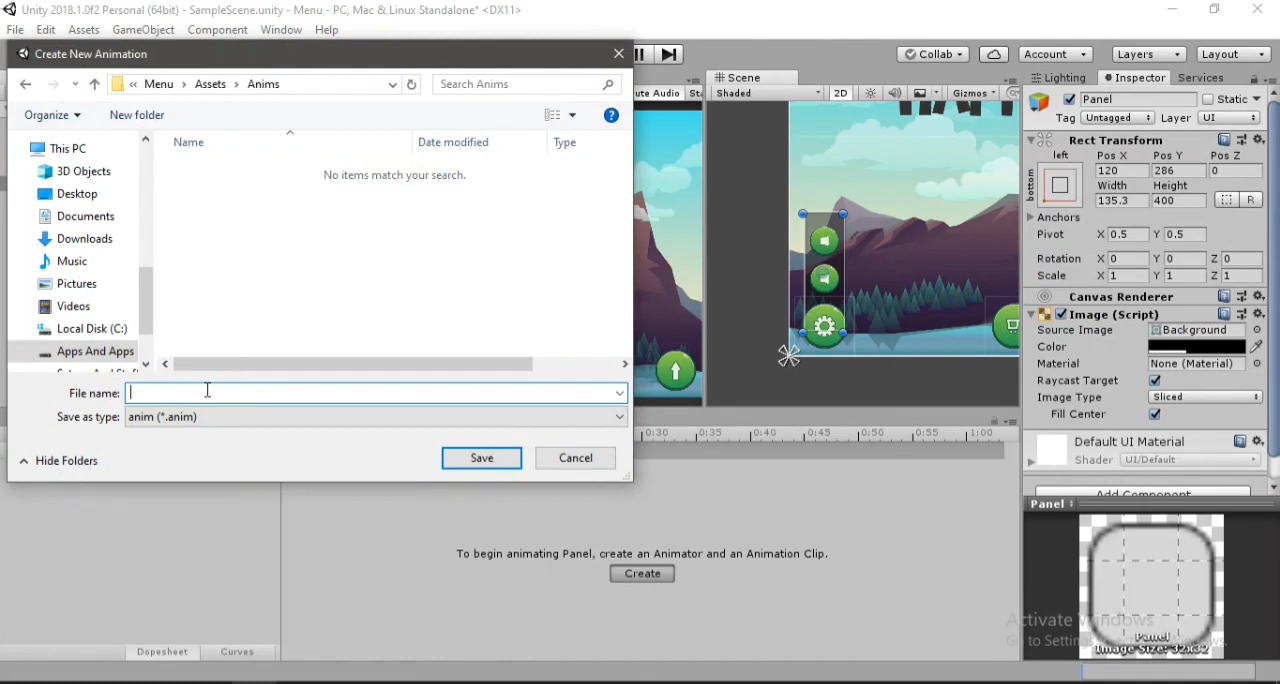 Unity 2018.1.0f2 Personal (64bit) - SampleScene.unity - Menu - PC, Mac & Linux Standalone* <DX11>
File Edit Assets GameObject Component Window Help
Create New Animation
Collab Account Layers Layout
« Menu > Assets > Anims
Search Anims
ute Audio
Scene
Lighting Inspector Services
Shaded 2D Gizmos
Organize New folder
Panel Static
Tag Untagged Layer UI
Name Date modified Type
No items match your search.
This PC
3D Objects
Desktop
Documents
Downloads
Music
Pictures
Videos
Local Disk (C:)
Apps And Apps
Rect Transform
left Pos X Pos Y Pos Z
bottom
120 286 0
Width Height
135.3 400 R
Anchors
Pivot X 0.5 Y 0.5
Rotation X 0 Y 0 Z 0
Scale X 1 Y 1 Z 1
Canvas Renderer
Image (Script)
Source Image Background
Color
Material None (Material)
Raycast Target
Image Type Sliced
Fill Center
File name:
Save as type: anim (*.anim)
Hide Folders
Save Cancel
0:30 0:35 0:40 0:45 0:50 0:55 1:00
Default UI Material
Shader UI/Default
Add Component
Panel
To begin animating Panel, create an Animator and an Animation Clip.
Create
Activate Windows
Panel
Image Size: 32x32
Dopesheet Curves